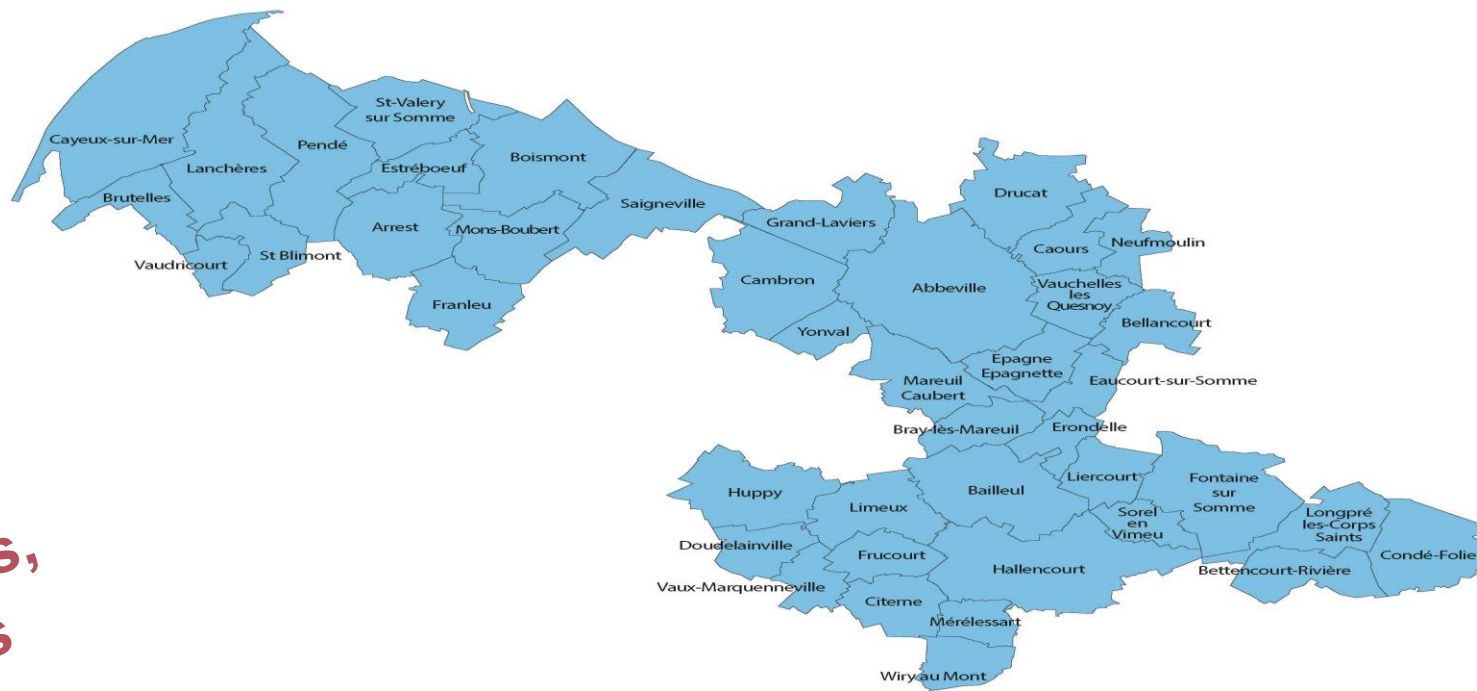 St-Valery
sur Somme
Cayeux-sur-Mer
Pendé
Boismont
Lanchères
Estréboeuf
Brutelles
Saigneville
Arrest
Mons-Boubert
St Blimont
Vaudricourt
Franleu
Drucat
Grand-Laviers
Caours
Neufmoulin
Cambron
Abbeville
Vauchelles
les
Quesnoy
Yonval
Bellancourt
Epagne
Epagnette
Mareuil
Caubert
Eaucourt-sur-Somme
Bray-lès-Mareuil
Erondelle
Huppy
Limeux
Bailleul
Liercourt
Fontaine
sur
Somme
Sorel
en
Vimeu
Longpré
les-Corps
Saints
Doudelainville
Frucourt
Hallencourt
Condé-Folie
Bettencourt-Rivière
Vaux-Marquenneville
Citerne
Mérélessart
Wiry au Mont
s,
s